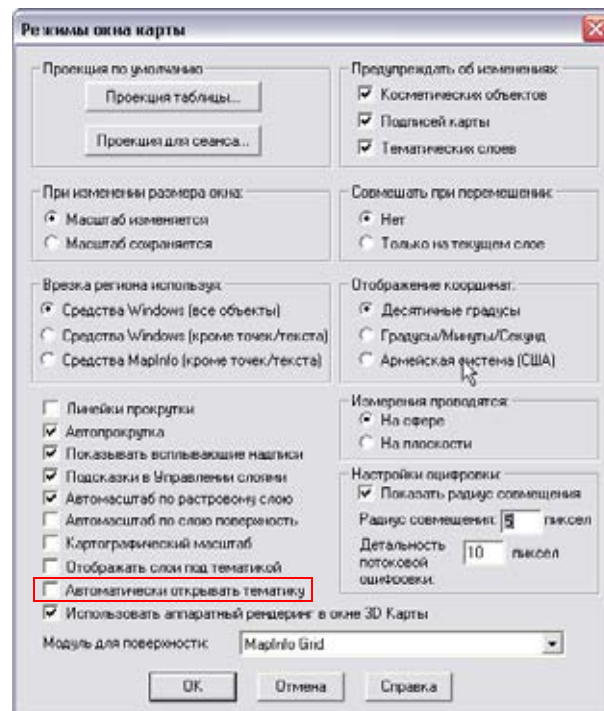 Режимы окна карты
Проекция по умолчанию
Проекция таблицы...
Проекция для сеанса...
Предупреждать об изменениях
Косметических объектов
Подписей карты
Тематических слоев
При изменении размера окна:
Масштаб изменяется
Масштаб сохраняется
Совмещать при перемещении:
Нет
Только на текущем слое
Врезка региона используя:
Средства Windows (все объекты)
Средства Windows (кроме точек/текста)
Средства MapInfo (кроме точек/текста)
Отображение координат:
Десятичные градусы
Градусы/Минуты/Секунд
Армейская система (США)
Линейки прокрутки
Автопрокрутка
Показывать всплывающие надписи
Подсказки в Управлении слоями
Автомасштаб по растровому слою
Автомасштаб по слою поверхность
Картографический масштаб
Отображать слои под тематикой
Автоматически открывать тематику
Использовать аппаратный рендеринг в окне 3D Карты
Измерения проводятся:
На сфере
На плоскости
Настройки оцифровки:
Показать радиус совмещения
Радиус совмещения: 5 пиксел
Детальность потоковой оцифровки: 10 пиксел
Модуль для поверхности: MapInfo Grid
OK Отмена Справка